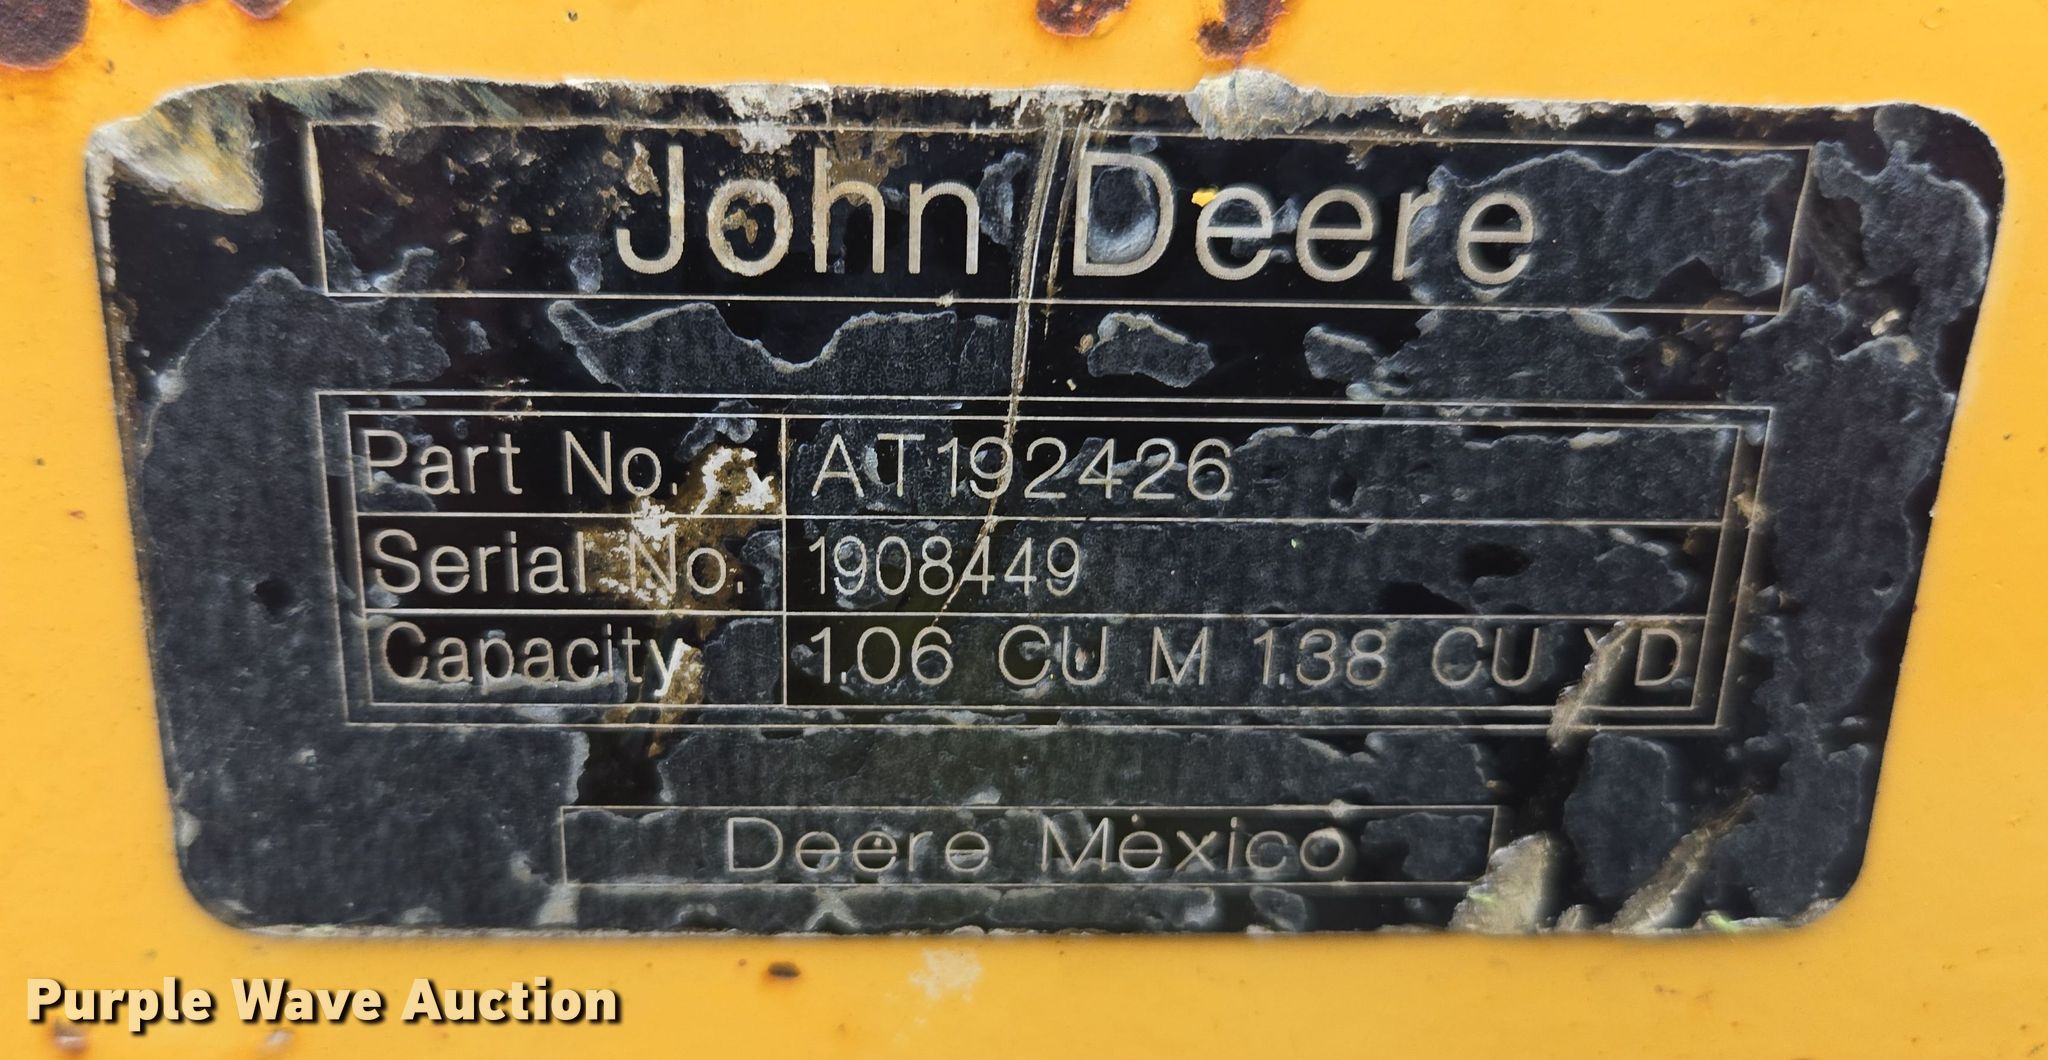 John Deere
Part No. AT192426
Serial No. 1908449
Capacity 1.06 CU M 1.38 CU YD
Deere Mexico
Purple Wave Auction